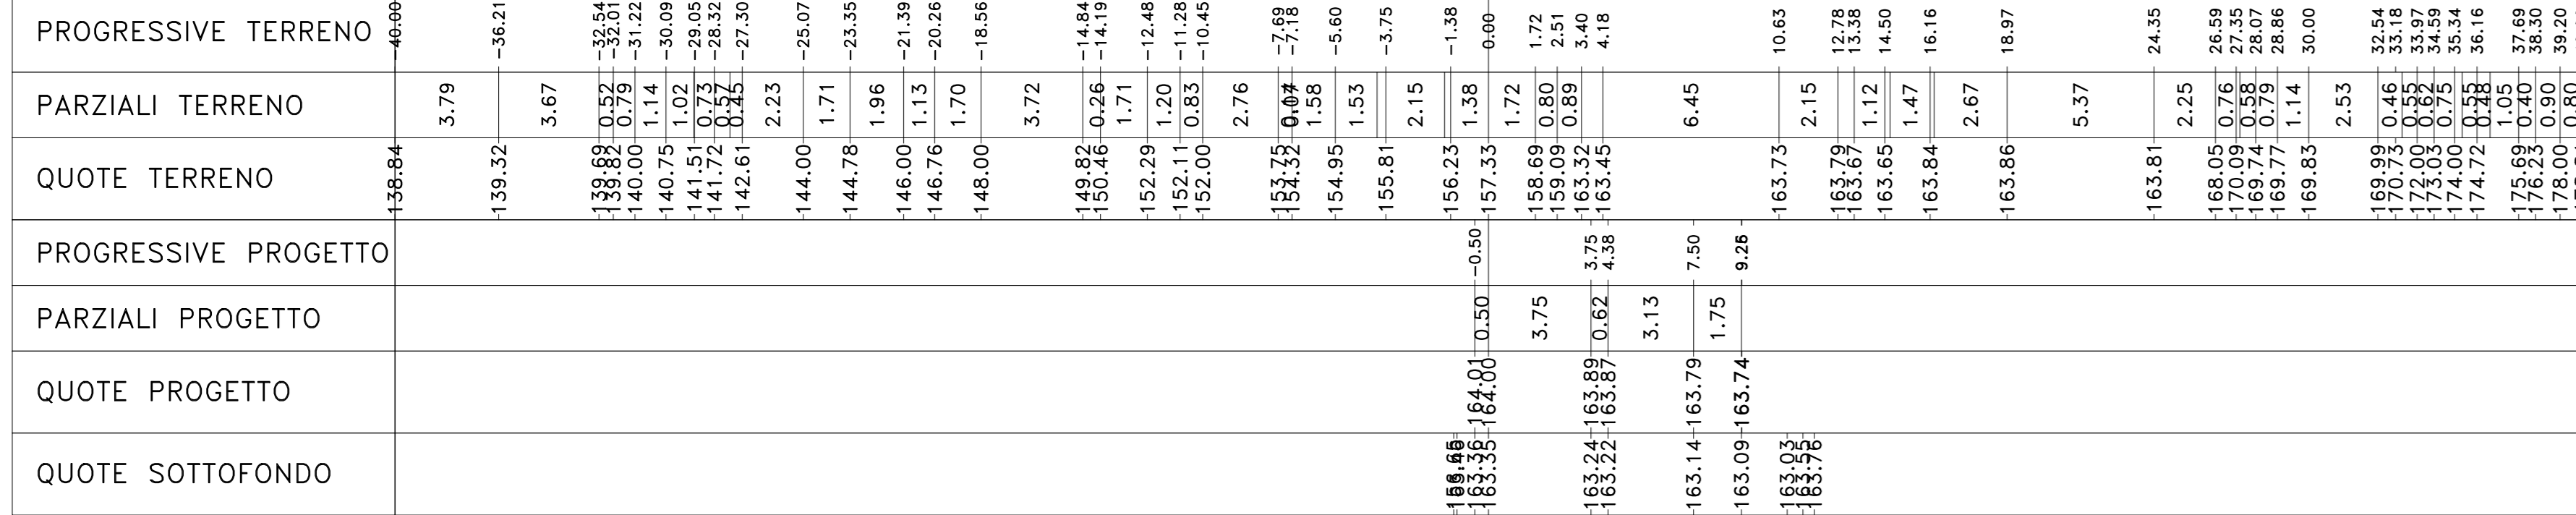 PROGRESSIVE TERRENO -40.00 -36.21 -32.54 -32.01 -31.22 -30.09 -29.05 -28.32 -27.30 -25.07 -23.35 -21.39 -20.26 -18.56 -14.84 -14.19 -12.48 -11.28 -10.45 -7.69 -7.18 -5.60 -3.75 -1.38 0.00 1.72 2.51 3.40 4.18 10.63 12.78 13.38 14.50 16.16 18.97 24.35 26.59 27.35 28.07 28.86 30.00 32.54 33.18 33.97 34.59 35.34 36.16 37.69 38.30 39.20
PARZIALI TERRENO 3.79 3.67 0.52 0.79 1.14 1.02 0.73 0.57 0.45 2.23 1.71 1.96 1.13 1.70 3.72 0.26 1.71 1.20 0.83 2.76 0.07 1.58 1.53 2.15 1.38 1.72 0.80 0.89 6.45 2.15 1.12 1.47 2.67 5.37 2.25 0.76 0.58 0.79 1.14 2.53 0.46 0.55 0.62 0.75 0.55 0.48 1.05 0.40 0.90 0.80
QUOTE TERRENO 138.84 139.32 139.69 139.82 140.00 140.75 141.51 141.72 142.61 144.00 144.78 146.00 146.76 148.00 149.82 150.46 152.29 152.11 152.00 153.75 154.32 154.95 155.81 156.23 157.33 158.69 159.09 163.32 163.45 163.73 163.79 163.67 163.65 163.84 163.86 163.81 168.05 170.09 169.74 169.77 169.83 169.99 170.73 172.00 173.03 174.00 174.72 175.69 176.23 178.00
PROGRESSIVE PROGETTO -0.50 3.75 4.38 7.50
PARZIALI PROGETTO 0.50 3.75 0.62 3.13 1.75
QUOTE PROGETTO 164.01 164.00 163.89 163.87 163.79 163.74
QUOTE SOTTOFONDO 163.36 163.35 163.24 163.22 163.14 163.09 163.03 163.55 163.76